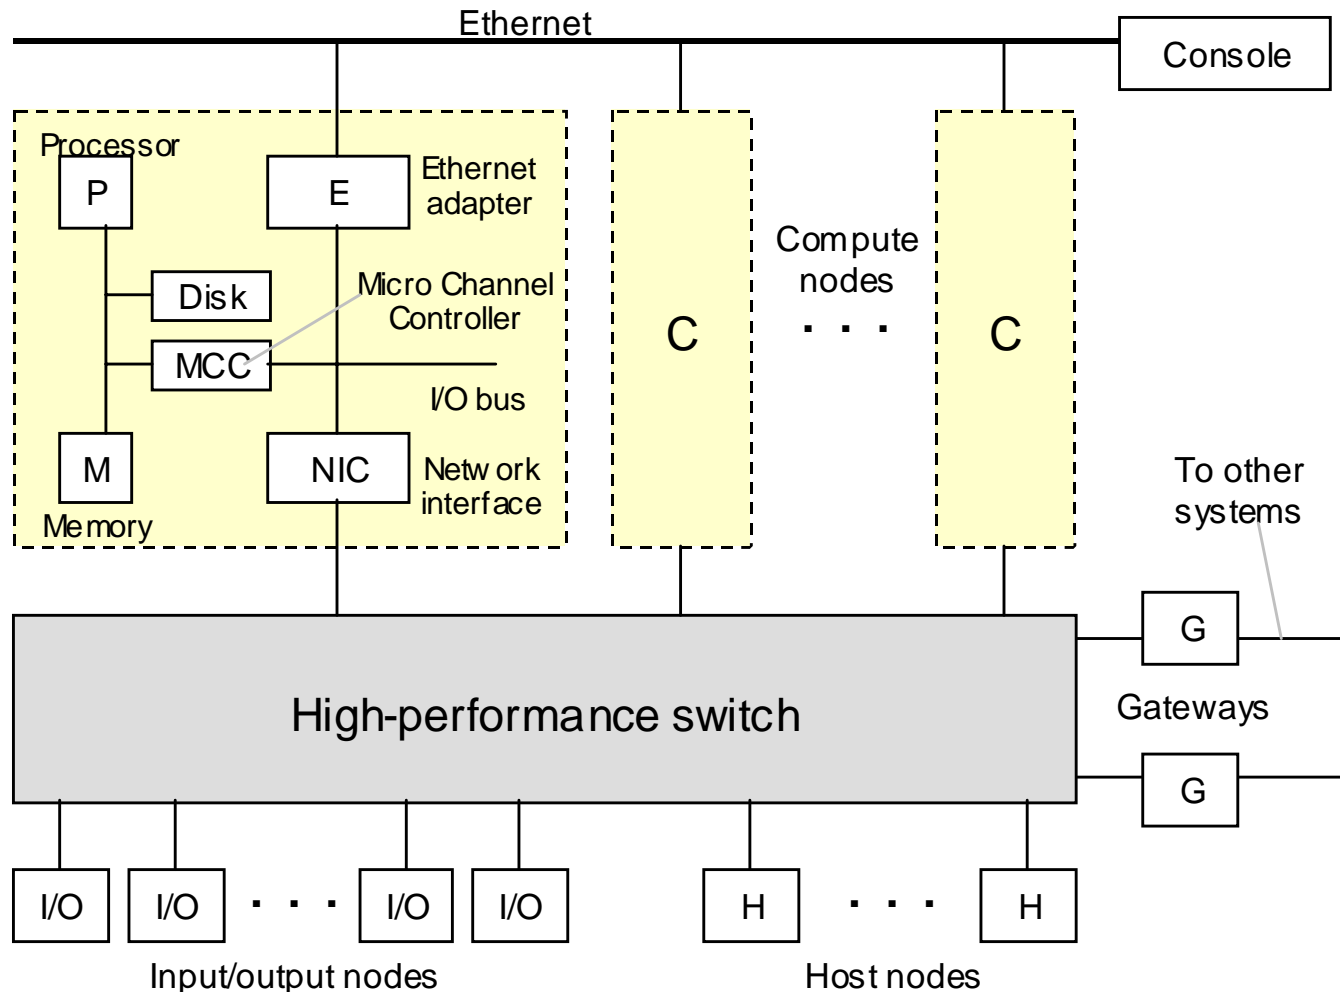 Ethernet
Console
Processor
P
E
Ethernet
adapter
Compute
nodes
. . .
Disk
Micro Channel
Controller
MCC
C
C
I/O bus
M
NIC
Network
interface
Memory
To other
systems
G
High-performance switch
Gateways
G
I/O
I/O
. . .
I/O
I/O
H
. . .
H
Input/output nodes
Host nodes